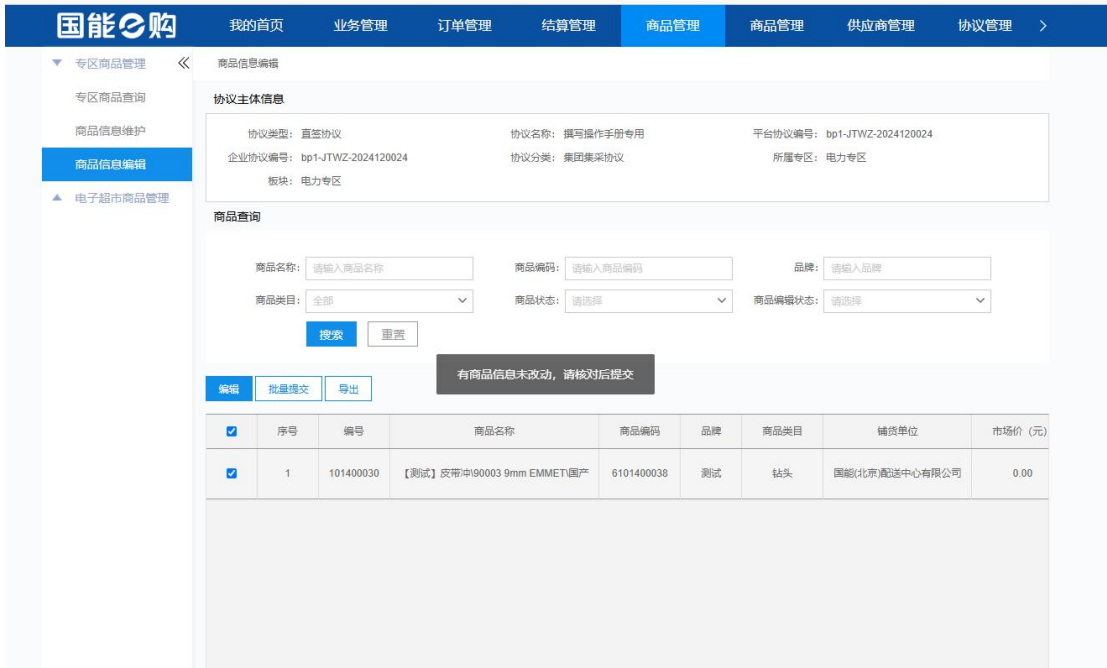 国能e购 我的首页 业务管理 订单管理 结算管理 商品管理 商品管理 供应商管理 协议管理 >
专区商品管理 商品信息编辑
专区商品查询
商品信息维护
商品信息编辑
电子超市商品管理
协议主体信息
协议类型: 直签协议 协议名称: 撰写操作手册专用 平台协议编号: bp1-JTWZ-2024120024
企业协议编号: bp1-JTWZ-2024120024 协议分类: 集团集采协议 所属专区: 电力专区
板块: 电力专区
商品查询
商品名称: 请输入商品名称 商品编码: 请输入商品编码 品牌: 请输入品牌
商品类目: 全部 商品状态: 请选择 商品编辑状态: 请选择
搜索 重置
有商品信息未改动，请核对后提交
编辑 批量提交 导出
序号 编号 商品名称 商品编码 品牌 商品类目 铺货单位 市场价（元）
1 101400030 【测试】皮带冲\90003 9mm EMMET\国产 6101400038 测试 钻头 国能(北京)配送中心有限公司 0.00